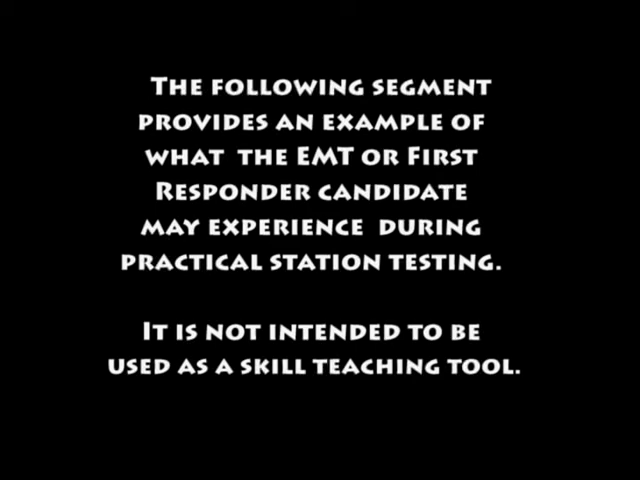 The following segment
provides an example of
what the EMT or First
Responder candidate
may experience during
practical station testing.
It is not intended to be
used as a skill teaching tool.